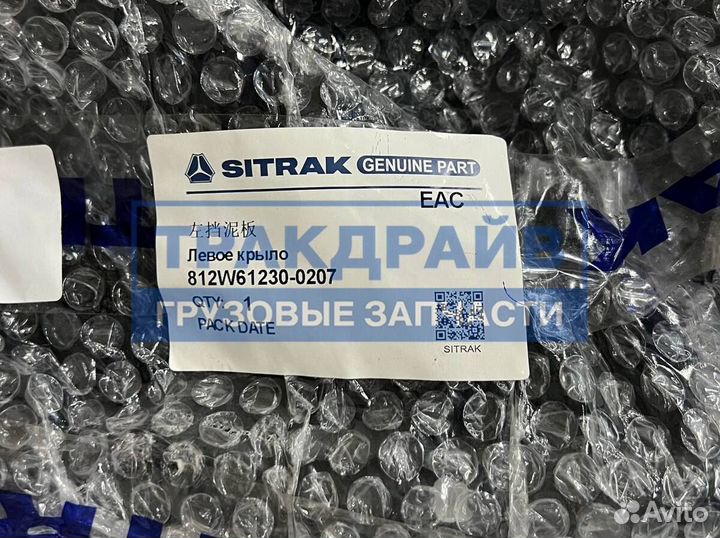 SITRAK GENUINE PART
EAC
左挡泥板
ТРАКДРАЙВ
Левое крыло
812W61230-0207
ГРУЗОВЫЕ ЗАПЧАСТИ
QTY: 1
PACK DATE
SITRAK
Avito